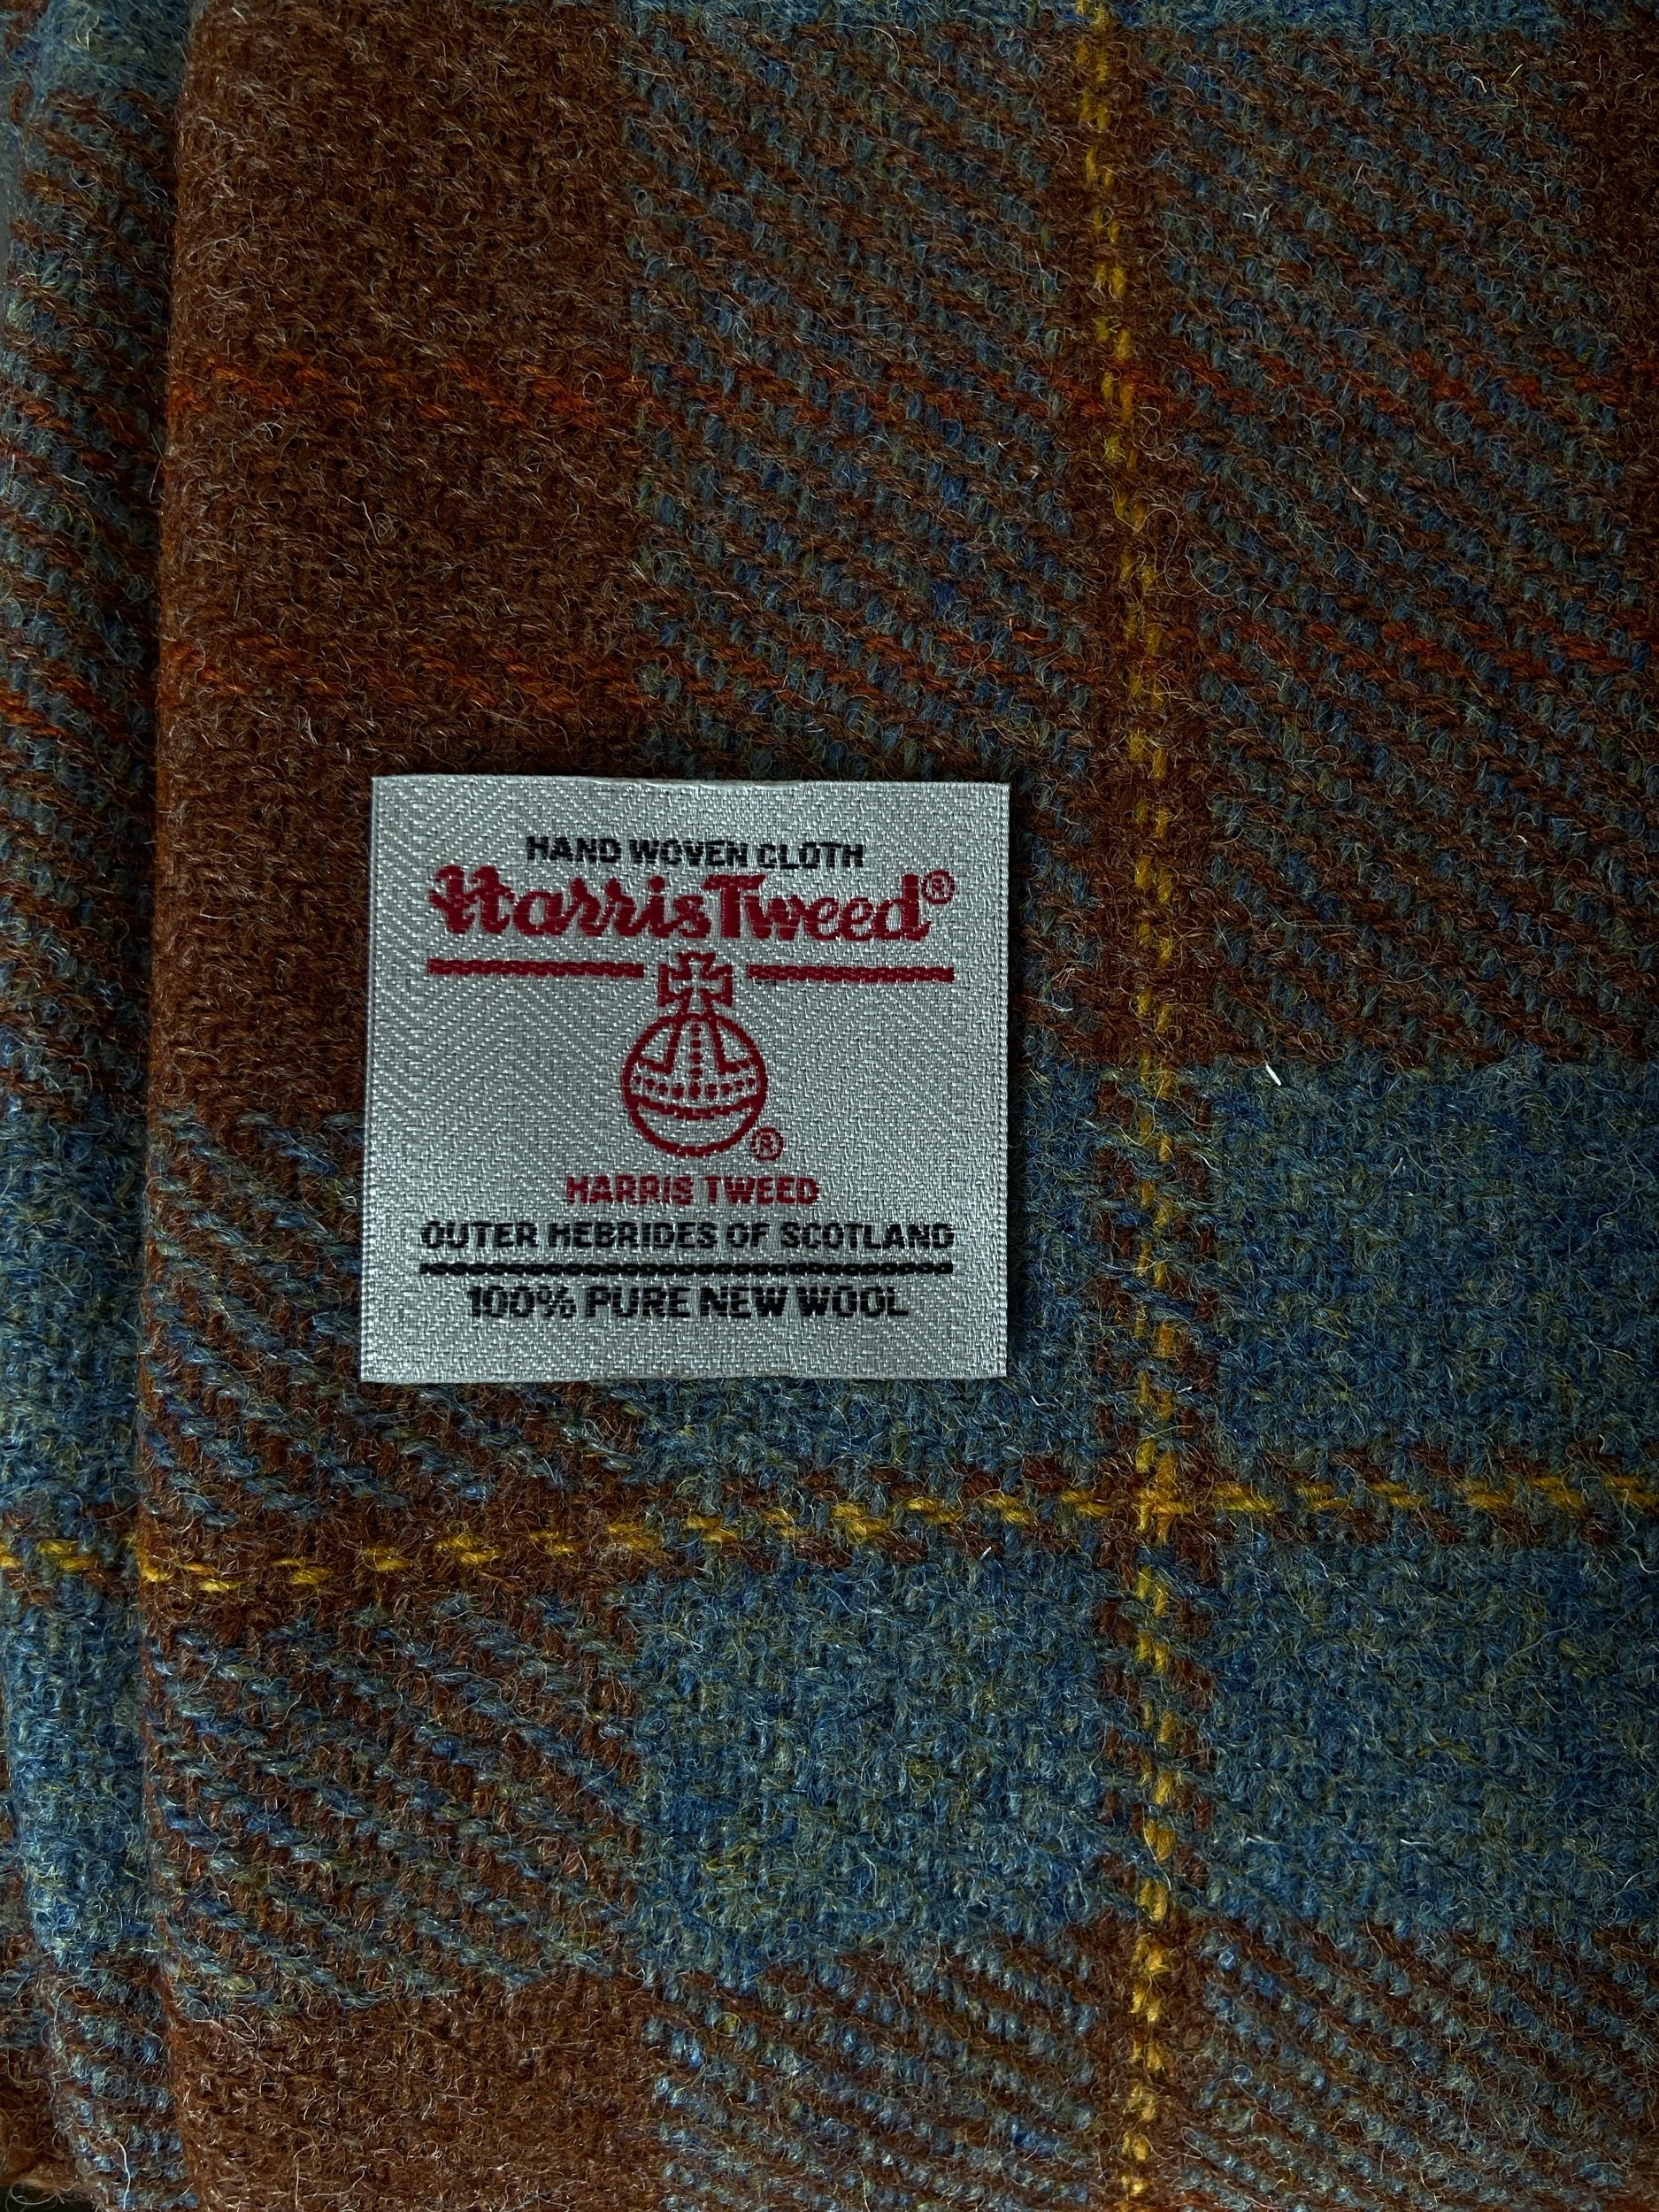 HAND WOVEN CLOTH
Harris Tweed®
®
HARRIS TWEED
OUTER HEBRIDES OF SCOTLAND
100% PURE NEW WOOL